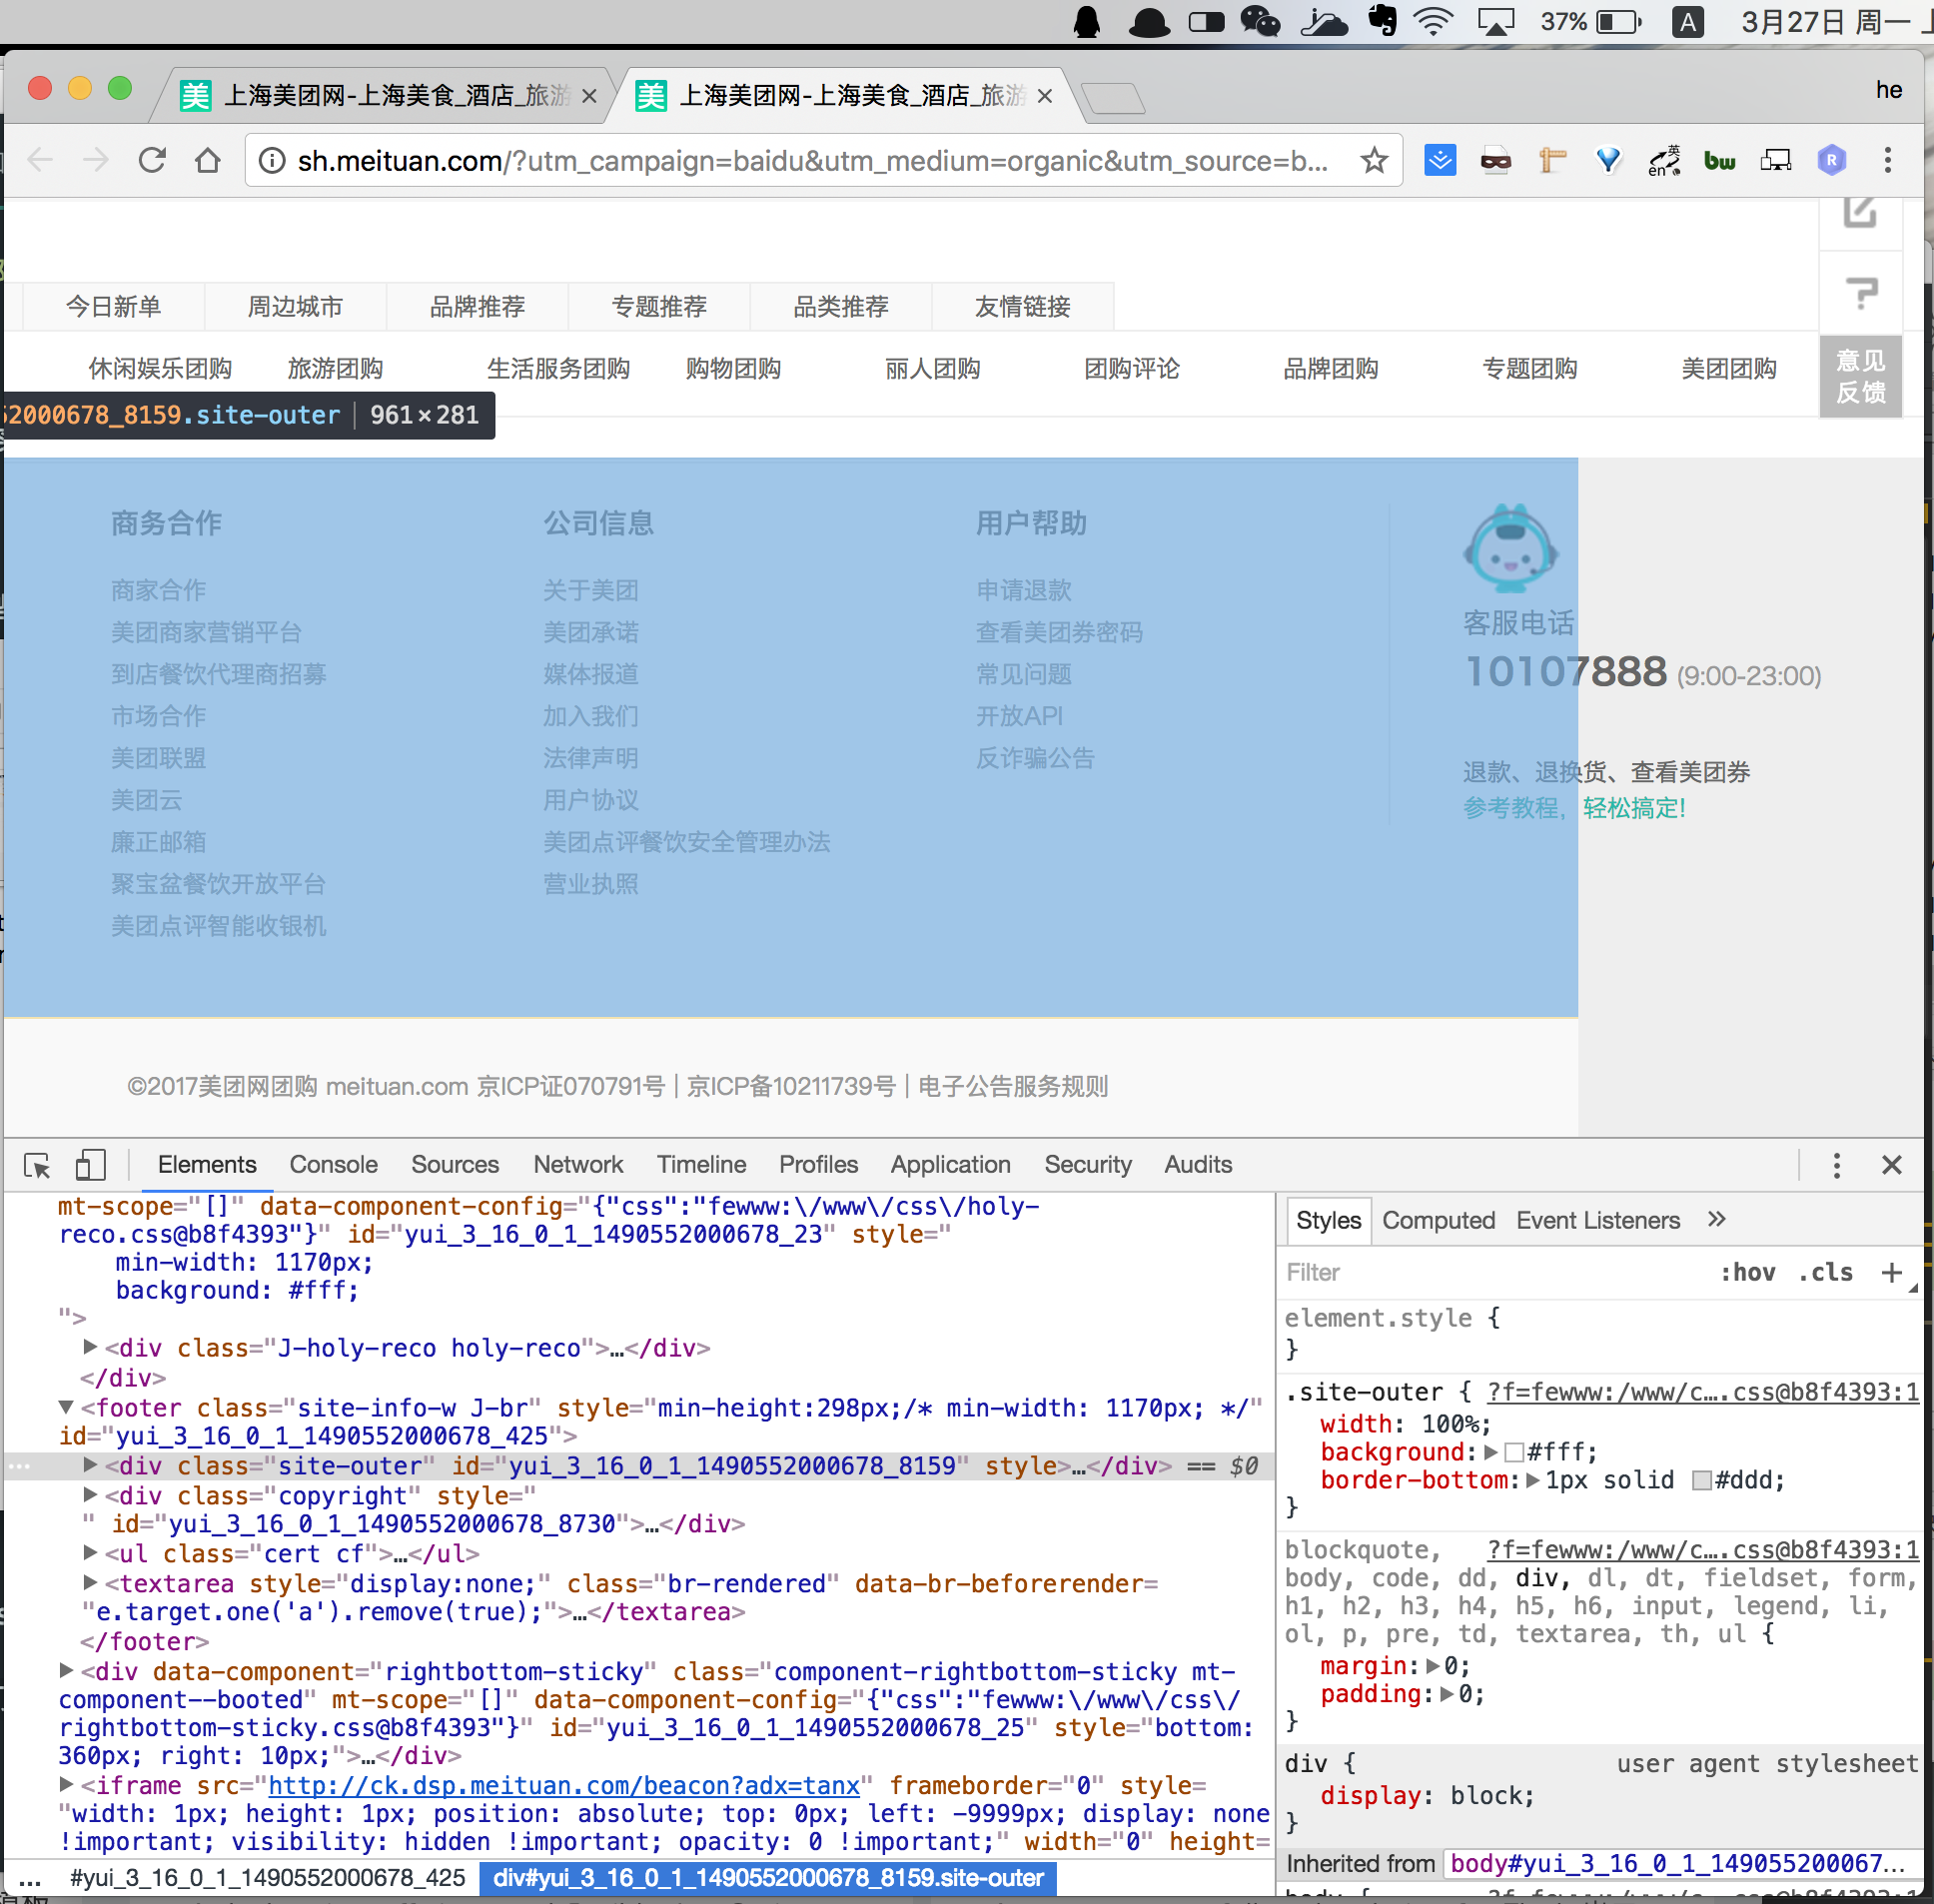 37%
A
3月27日 周一
上海美团网-上海美食_酒店_旅游
上海美团网-上海美食_酒店_旅游
he
sh.meituan.com/?utm_campaign=baidu&utm_medium=organic&utm_source=b...
英
en
bw
R
今日新单 周边城市 品牌推荐 专题推荐 品类推荐 友情链接
休闲娱乐团购 旅游团购 生活服务团购 购物团购 丽人团购 团购评论 品牌团购 专题团购 美团团购
意见
反馈
52000678_8159.site-outer | 961×281
商务合作
商家合作
美团商家营销平台
到店餐饮代理商招募
市场合作
美团联盟
美团云
廉正邮箱
聚宝盆餐饮开放平台
美团点评智能收银机
公司信息
关于美团
美团承诺
媒体报道
加入我们
法律声明
用户协议
美团点评餐饮安全管理办法
营业执照
用户帮助
申请退款
查看美团券密码
常见问题
开放API
反诈骗公告
客服电话
10107888 (9:00-23:00)
退款、退换货、查看美团券
参考教程，轻松搞定!
©2017美团网团购 meituan.com 京ICP证070791号 | 京ICP备10211739号 | 电子公告服务规则
Elements Console Sources Network Timeline Profiles Application Security Audits
mt-scope="[]" data-component-config="{"css":"fewww:\/www\/css\/holy-
reco.css@b8f4393"}" id="yui_3_16_0_1_1490552000678_23" style="
min-width: 1170px;
background: #fff;
">
<div class="J-holy-reco holy-reco">…</div>
</div>
<footer class="site-info-w J-br" style="min-height:298px;/* min-width: 1170px; */"
id="yui_3_16_0_1_1490552000678_425">
<div class="site-outer" id="yui_3_16_0_1_1490552000678_8159" style>…</div> == $0
<div class="copyright" style="
" id="yui_3_16_0_1_1490552000678_8730">…</div>
<ul class="cert cf">…</ul>
<textarea style="display:none;" class="br-rendered" data-br-beforerender=
"e.target.one('a').remove(true);">…</textarea>
</footer>
<div data-component="rightbottom-sticky" class="component-rightbottom-sticky mt-
component--booted" mt-scope="[]" data-component-config="{"css":"fewww:\/www\/css\/
rightbottom-sticky.css@b8f4393"}" id="yui_3_16_0_1_1490552000678_25" style="bottom:
360px; right: 10px;">…</div>
<iframe src="http://ck.dsp.meituan.com/beacon?adx=tanx" frameborder="0" style=
"width: 1px; height: 1px; position: absolute; top: 0px; left: -9999px; display: none
!important; visibility: hidden !important; opacity: 0 !important;" width="0" height=
... #yui_3_16_0_1_1490552000678_425 div#yui_3_16_0_1_1490552000678_8159.site-outer
Styles Computed Event Listeners »
Filter :hov .cls +
element.style {
}
.site-outer { ?f=fewww:/www/c….css@b8f4393:1
width: 100%;
background: #fff;
border-bottom: 1px solid #ddd;
}
blockquote, ?f=fewww:/www/c….css@b8f4393:1
body, code, dd, div, dl, dt, fieldset, form,
h1, h2, h3, h4, h5, h6, input, legend, li,
ol, p, pre, td, textarea, th, ul {
margin: 0;
padding: 0;
}
div { user agent stylesheet
display: block;
}
Inherited from body#yui_3_16_0_1_149055200067...